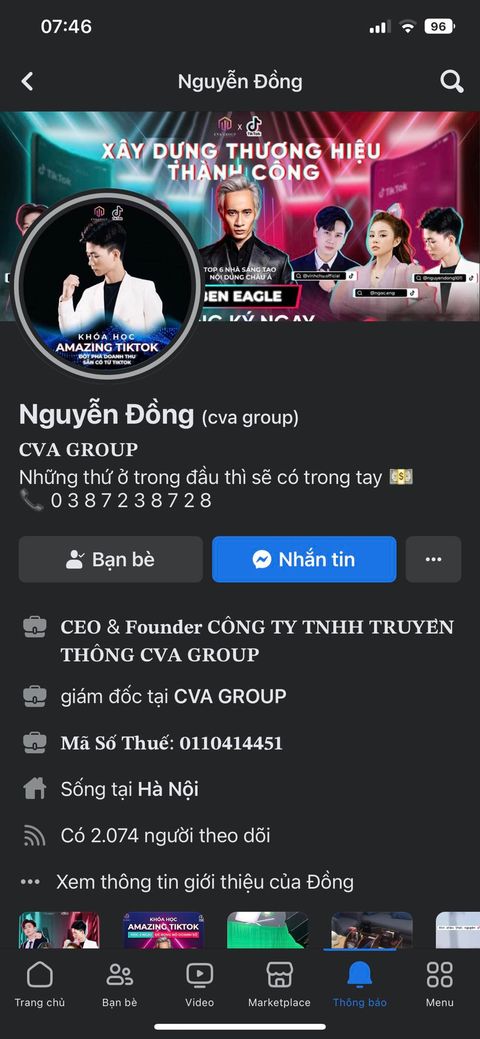 07:46
96
Nguyễn Đồng
CVA GROUP x TikTok
XÂY DỰNG THƯƠNG HIỆU
THÀNH CÔNG
TikTok
TikTok
TOP 6 NHÀ SÁNG TẠO
NỘI DUNG CHÂU Á
BEN EAGLE
@vinhchu.official
@ngoc.eng
@nguyendong101
NG KÝ NGAY
KHÓA HỌC
AMAZING TIKTOK
ĐỘT PHÁ DOANH THU
SẴN CÓ TỪ TIKTOK
Nguyễn Đồng (cva group)
CVA GROUP
Những thứ ở trong đầu thì sẽ có trong tay 💵
📞 0 3 8 7 2 3 8 7 2 8
Bạn bè
Nhắn tin
CEO & Founder CÔNG TY TNHH TRUYỀN
THÔNG CVA GROUP
giám đốc tại CVA GROUP
Mã Số Thuế: 0110414451
Sống tại Hà Nội
Có 2.074 người theo dõi
Xem thông tin giới thiệu của Đồng
KHÓA HỌC
AMAZING TIKTOK
Trang chủ
Bạn bè
Video
Marketplace
Thông báo
Menu